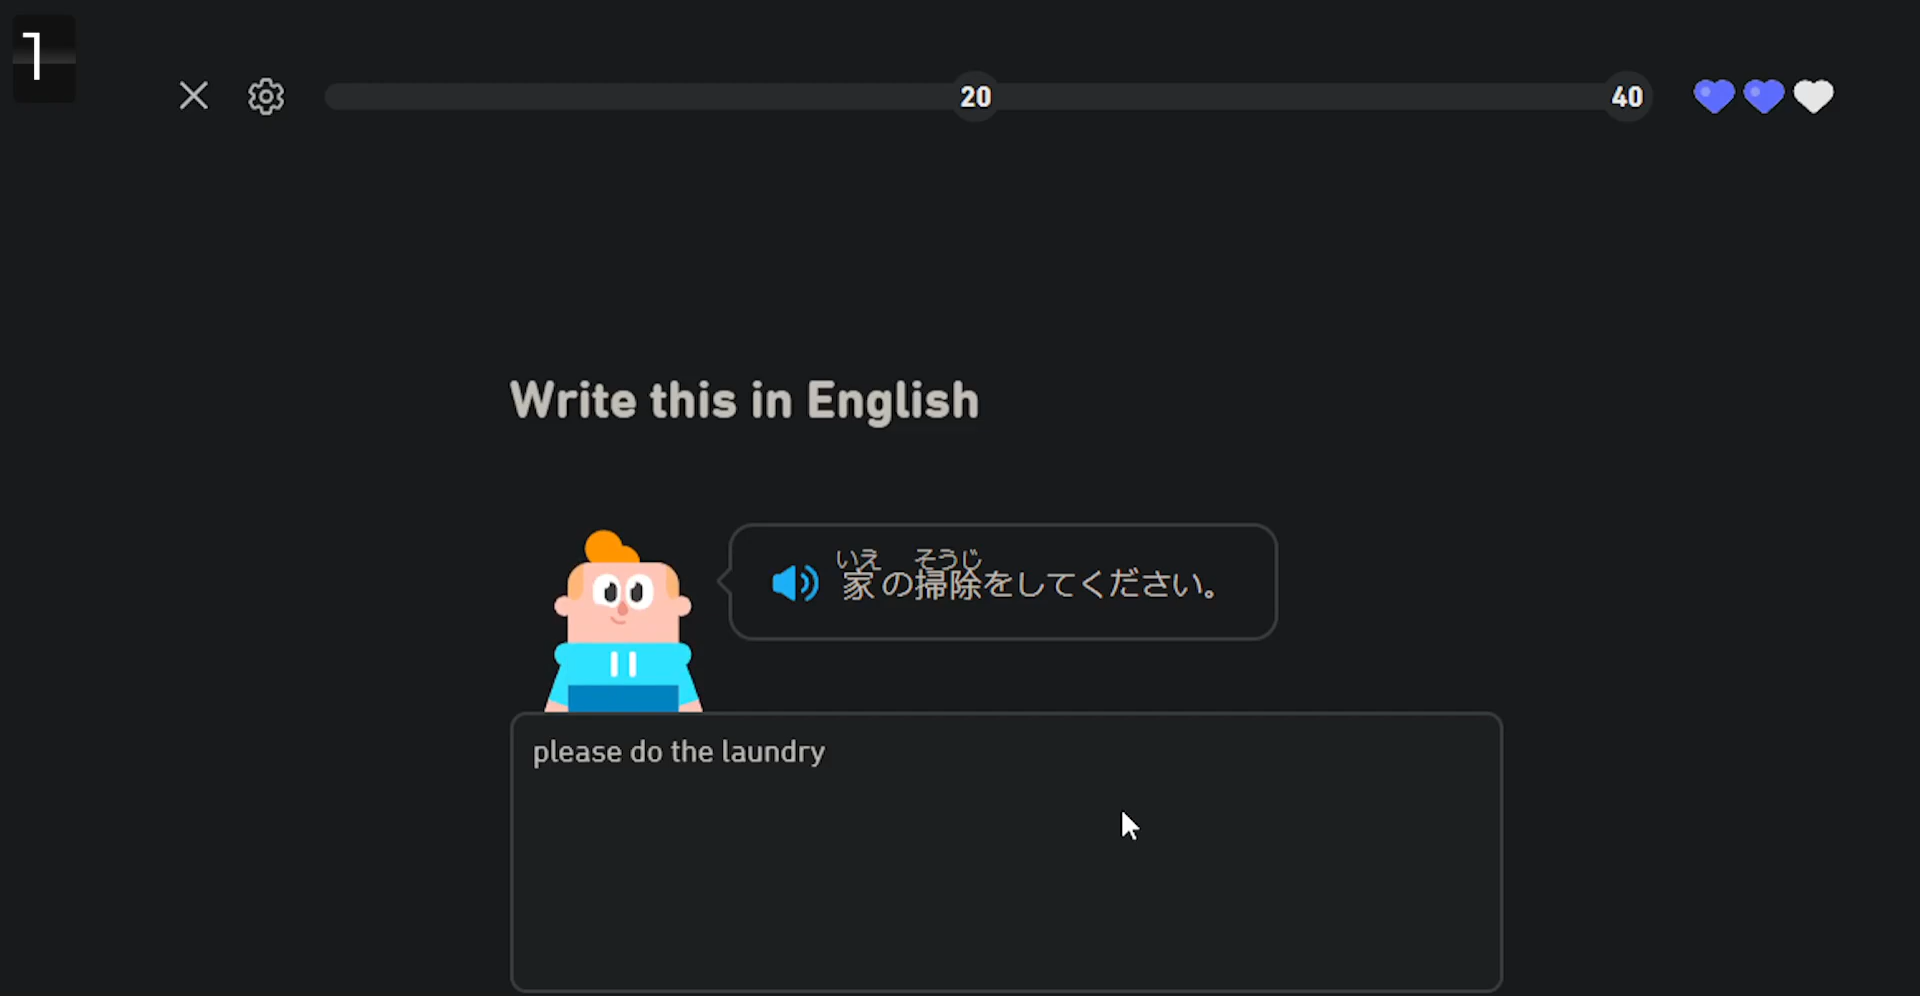 1
20
40
Write this in English
いえ そうじ
家の掃除をしてください。
please do the laundry